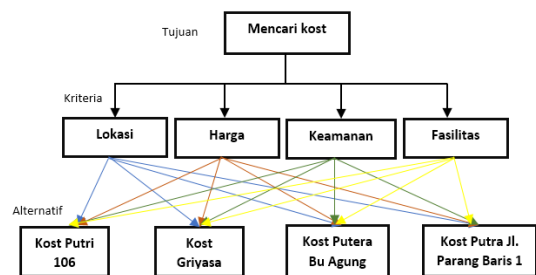 Tujuan
Mencari kost
Kriteria
Lokasi
Harga
Keamanan
Fasilitas
Alternatif
Kost Putri
106
Kost
Griyasa
Kost Putera
Bu Agung
Kost Putra Jl.
Parang Baris 1